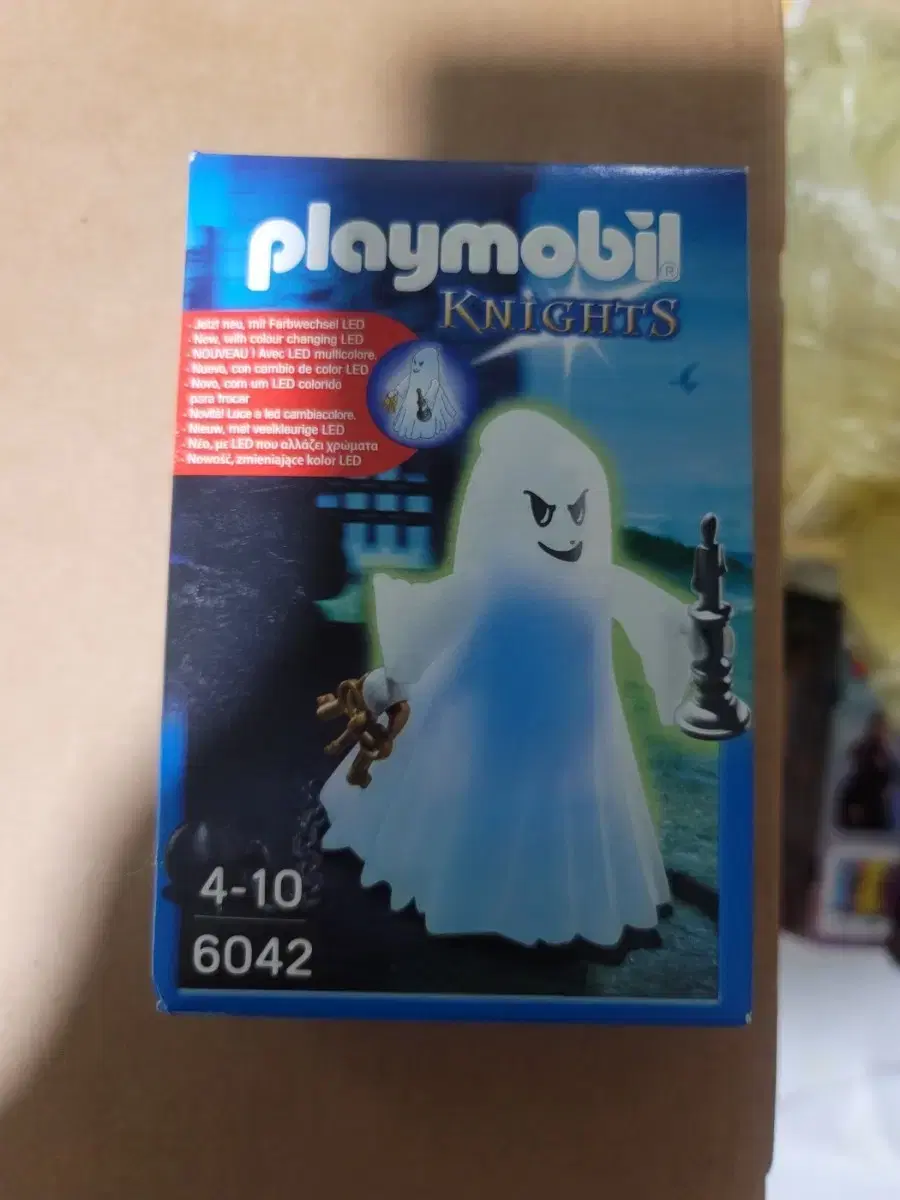 playmobil®
KNIGHTS
- Jetzt neu, mit Farbwechsel LED
- New, with colour changing LED
- NOUVEAU ! Avec LED multicolore.
- Nuevo, con cambio de color LED
- Novo, com um LED colorido
para trocar
- Novità! Luce a led cambiacolore.
- Nieuw, met veelkleurige LED
- Νέο, με LED που αλλάζει χρώματα
- Nowość, zmieniające kolor LED
4-10
6042